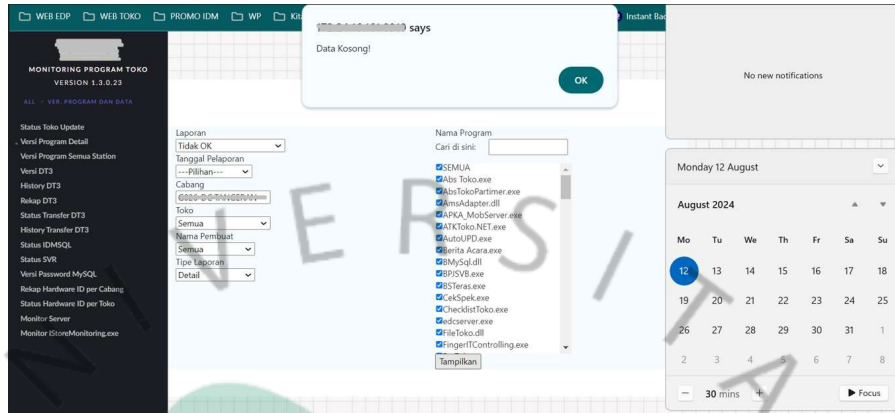 WEB EDP WEB TOKO PROMO IDM WP
Instant
says
Data Kosong!
OK
No new notifications
MONITORING PROGRAM TOKO
VERSION 1.3.0.23
ALL VER. PROGRAM DAN DATA
Status Toko Update
Versi Program Detail
Versi Program Semua Station
Versi DT3
History DT3
Rekap DT3
Status Transfer DT3
History Transfer DT3
Status IDMSQL
Status SVR
Versi Password MySQL
Rekap Hardware ID per Cabang
Status Hardware ID per Toko
Monitor Server
Monitor IStoreMonitoring.exe
Laporan
Tidak OK
Tanggal Pelaporan
---Pilihan---
Cabang
Toko
Semua
Nama Pembuat
Semua
Tipe Laporan
Detail
Nama Program
Cari di sini:
SEMUA
Abs Toko.exe
AbsTokoPartimer.exe
AmsAdapter.dll
APKA_MobServer.exe
ATKToko.NET.exe
AutoUPD.exe
Berita Acara.exe
BMySql.dll
BPJSVB.exe
BSTeras.exe
CekSpek.exe
ChecklistToko.exe
edcserver.exe
FileToko.dll
FingerITControlling.exe
Tampilkan
Monday 12 August
August 2024
Mo Tu We Th Fr Sa Su
12 13 14 15 16 17 18
19 20 21 22 23 24 25
26 27 28 29 30 31 1
2 3 4 5 6 7 8
30 mins
Focus
NIVERSITA